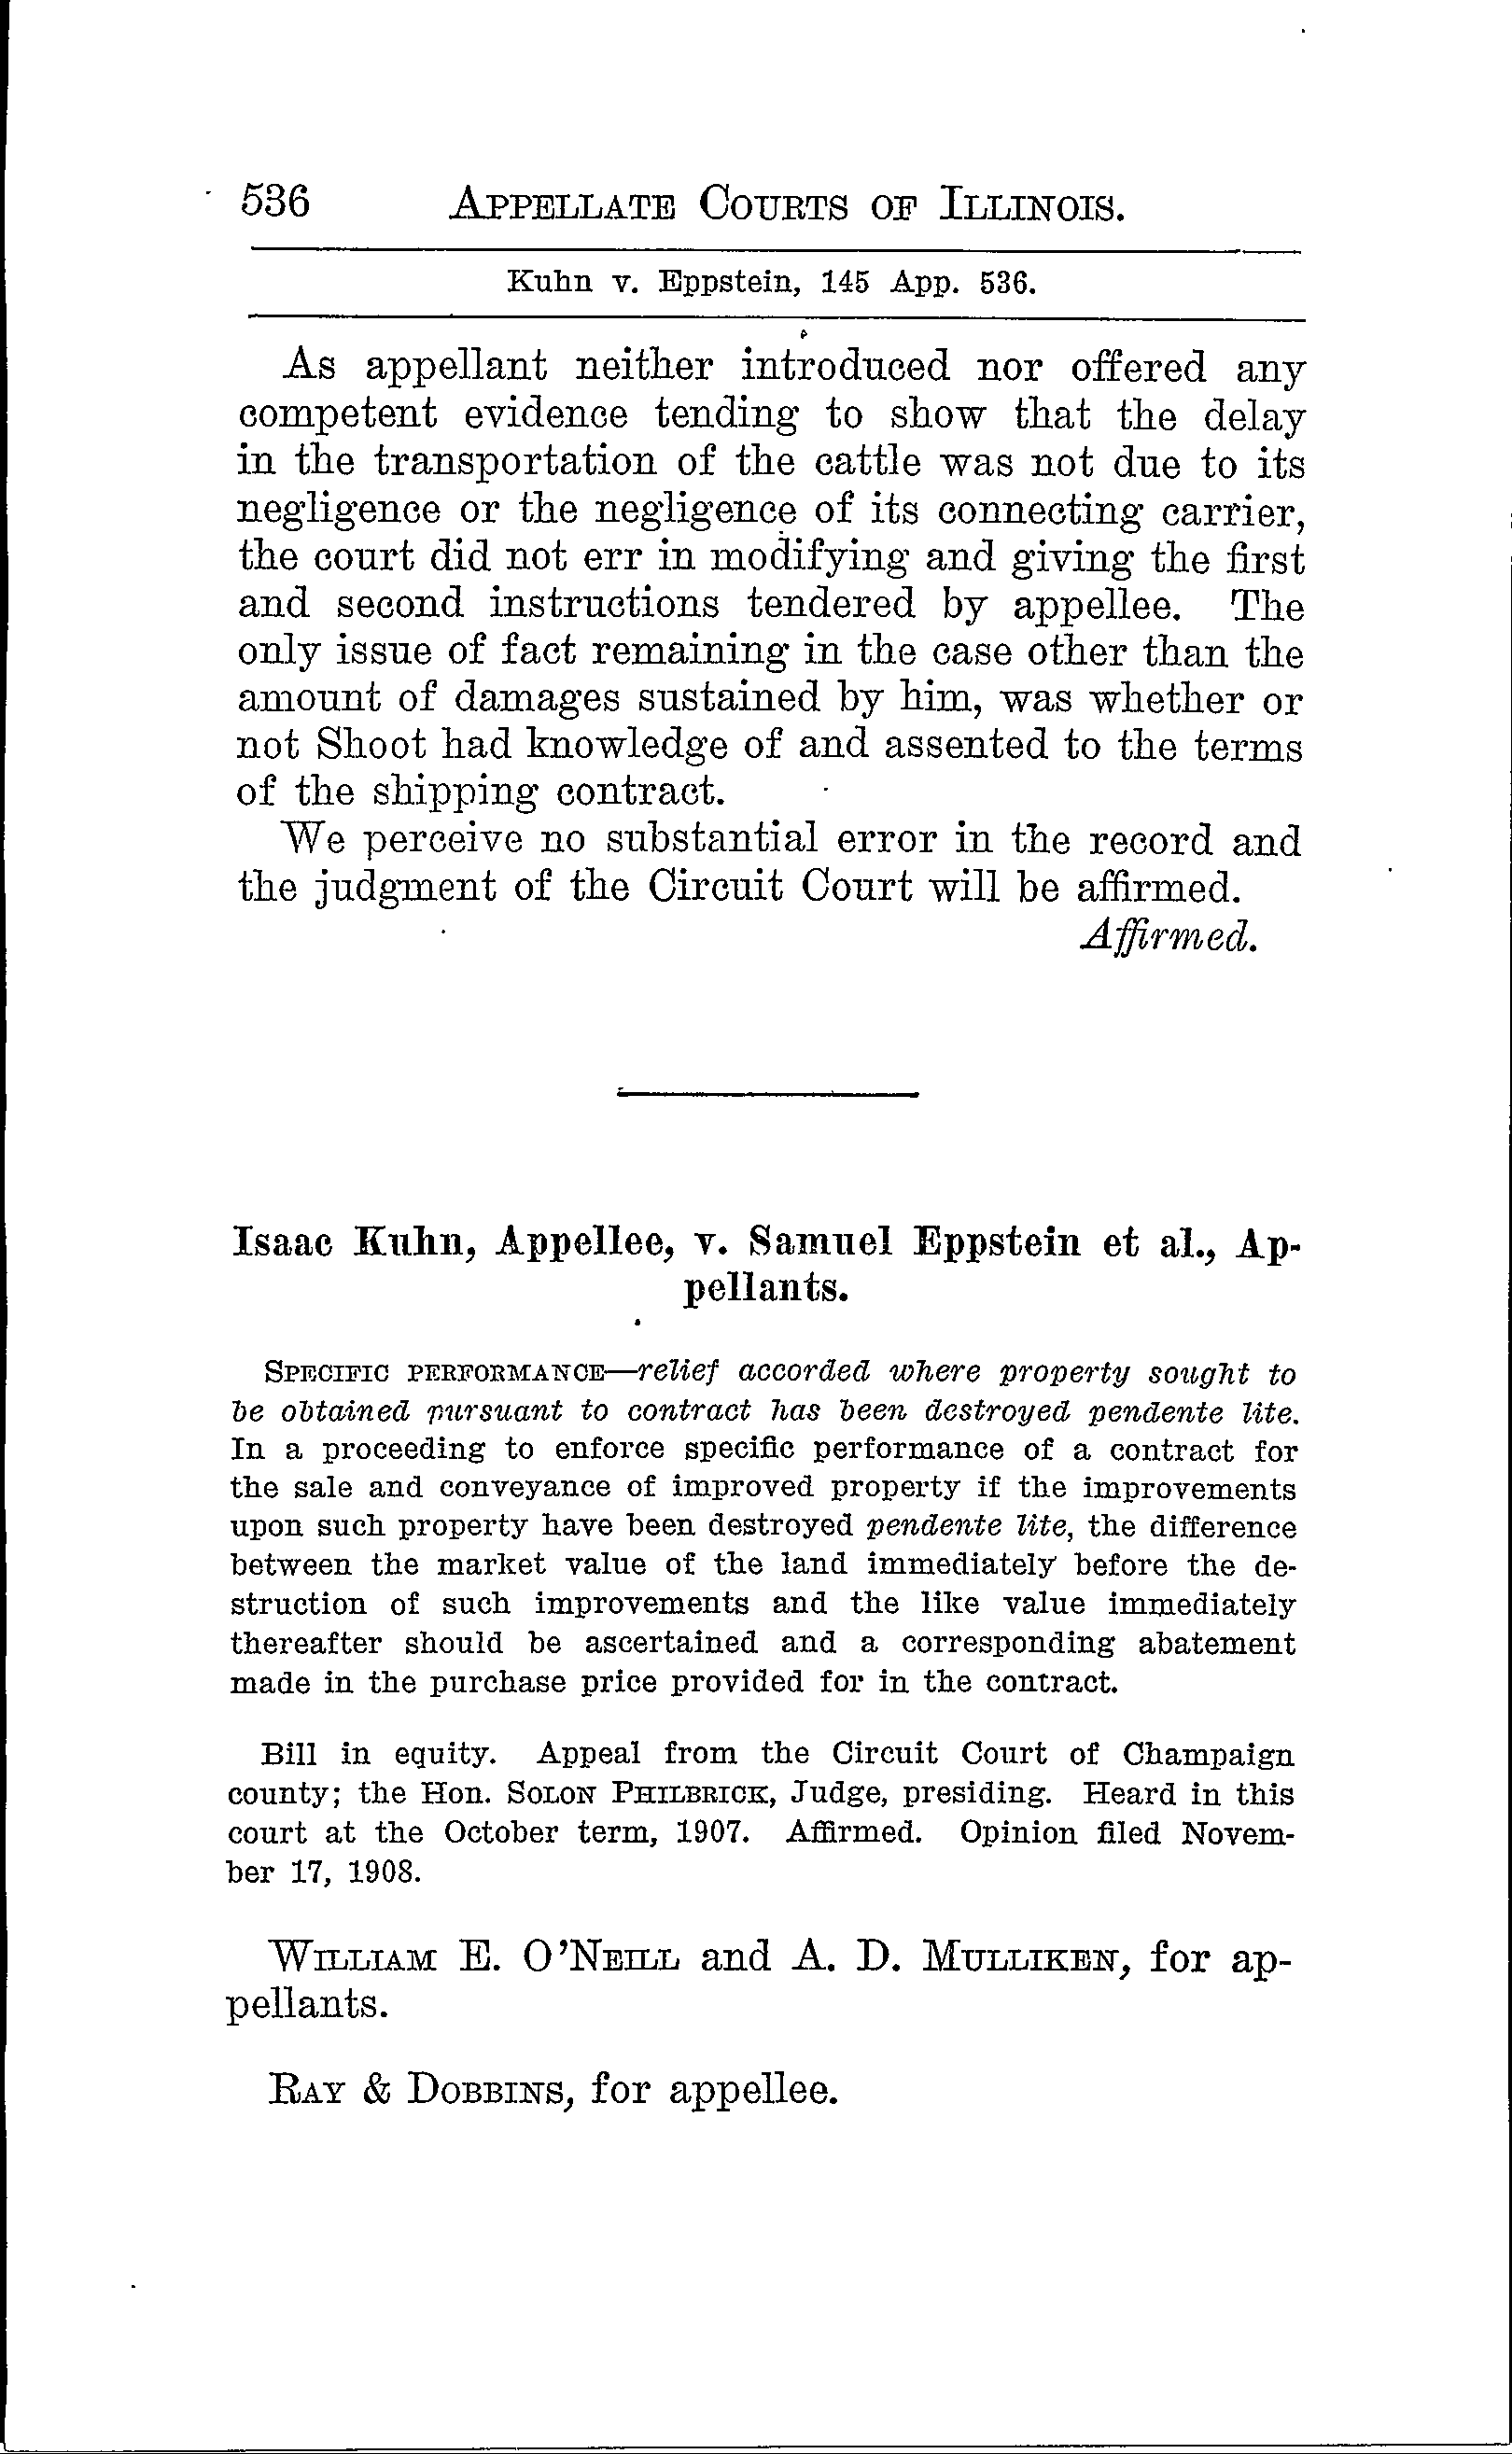 536 APPELLATE COURTS OF ILLINOIS.
Kuhn v. Eppstein, 145 App. 536.
As appellant neither introduced nor offered any
competent evidence tending to show that the delay
in the transportation of the cattle was not due to its
negligence or the negligence of its connecting carrier,
the court did not err in modifying and giving the first
and second instructions tendered by appellee. The
only issue of fact remaining in the case other than the
amount of damages sustained by him, was whether or
not Shoot had knowledge of and assented to the terms
of the shipping contract.
We perceive no substantial error in the record and
the judgment of the Circuit Court will be affirmed.
Affirmed.
Isaac Kuhn, Appellee, v. Samuel Eppstein et al., Ap-
pellants.
SPECIFIC PERFORMANCE—relief accorded where property sought to
be obtained pursuant to contract has been destroyed pendente lite.
In a proceeding to enforce specific performance of a contract for
the sale and conveyance of improved property if the improvements
upon such property have been destroyed pendente lite, the difference
between the market value of the land immediately before the de-
struction of such improvements and the like value immediately
thereafter should be ascertained and a corresponding abatement
made in the purchase price provided for in the contract.
Bill in equity. Appeal from the Circuit Court of Champaign
county; the Hon. SOLON PHILBRICK, Judge, presiding. Heard in this
court at the October term, 1907. Affirmed. Opinion filed Novem-
ber 17, 1908.
WILLIAM E. O'NEILL and A. D. MULLIKEN, for ap-
pellants.
RAY & DOBBINS, for appellee.